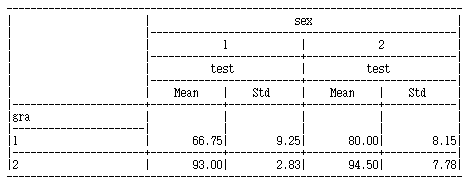 sex
1 2
test test
Mean Std Mean Std
gra
1 66.75 9.25 80.00 8.15
2 93.00 2.83 94.50 7.78